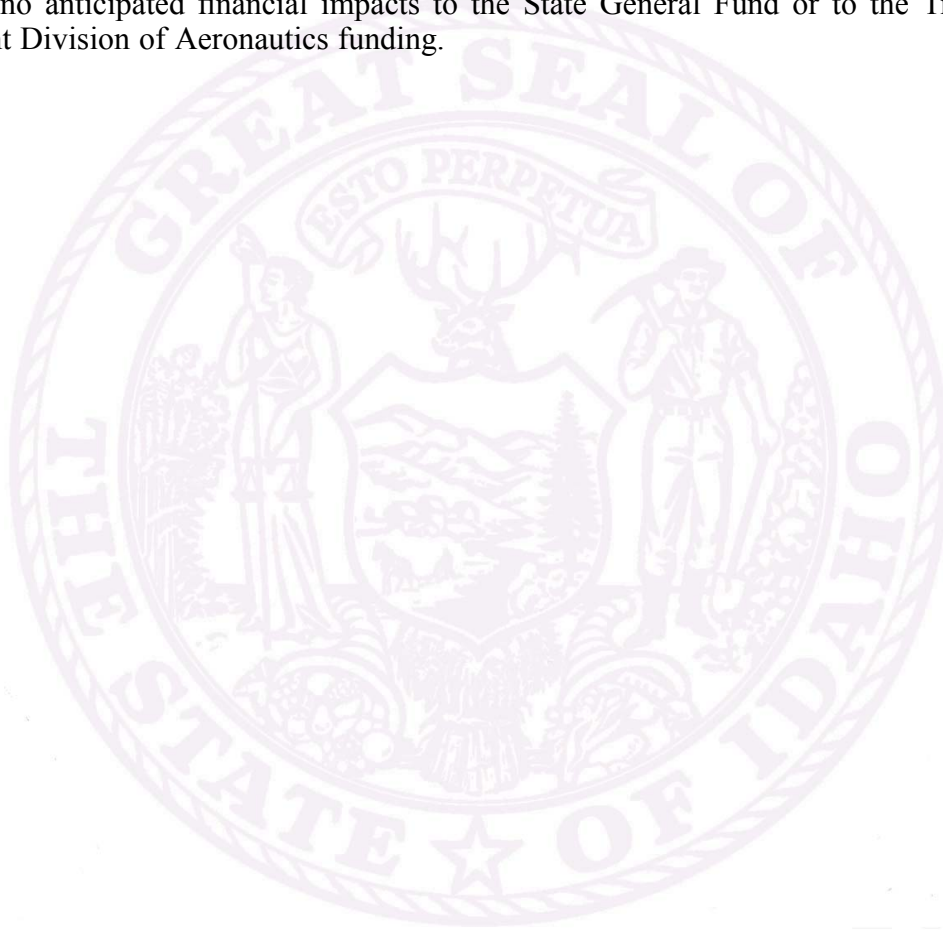 no anticipated financial impacts to the State General Fund or to the
Division of Aeronautics funding.
THE GREAT SEAL OF
ESTO PERPETUA
STATE OF IDAHO